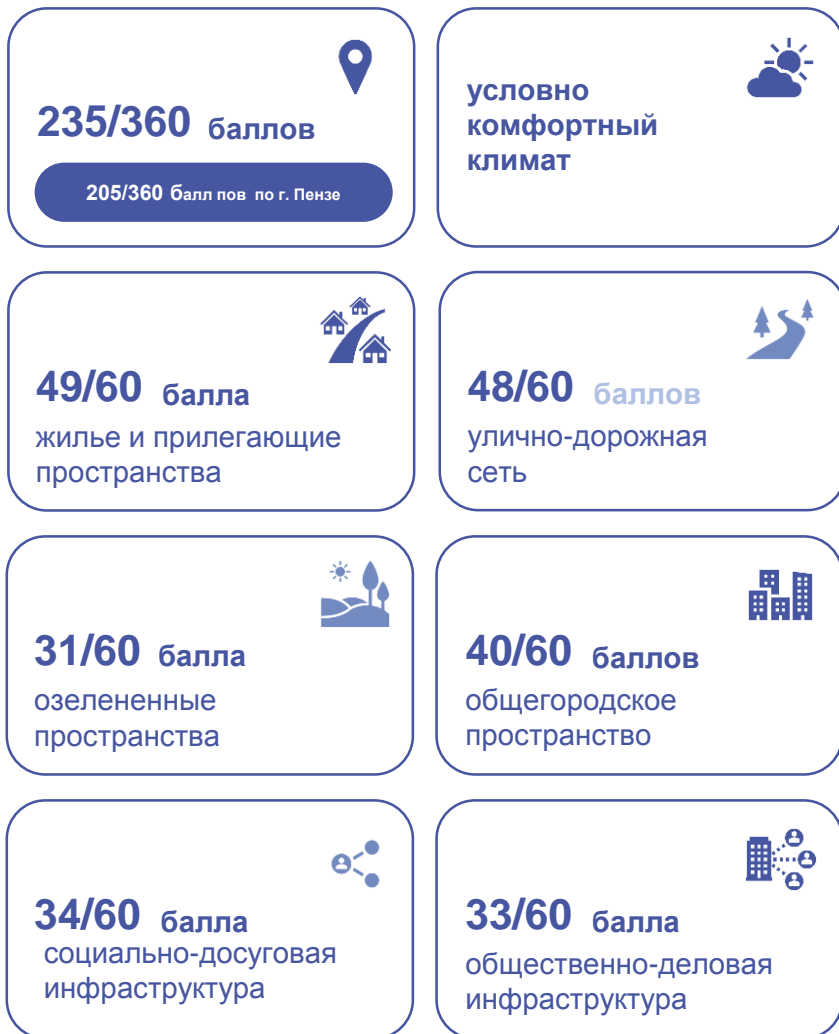 235/360 баллов
205/360 балл пов по г. Пензе
условно
комфортный
климат
49/60 балла
жилье и прилегающие
пространства
48/60 баллов
улично-дорожная
сеть
31/60 балла
озелененные
пространства
40/60 баллов
общегородское
пространство
34/60 балла
социально-досуговая
инфраструктура
33/60 балла
общественно-деловая
инфраструктура